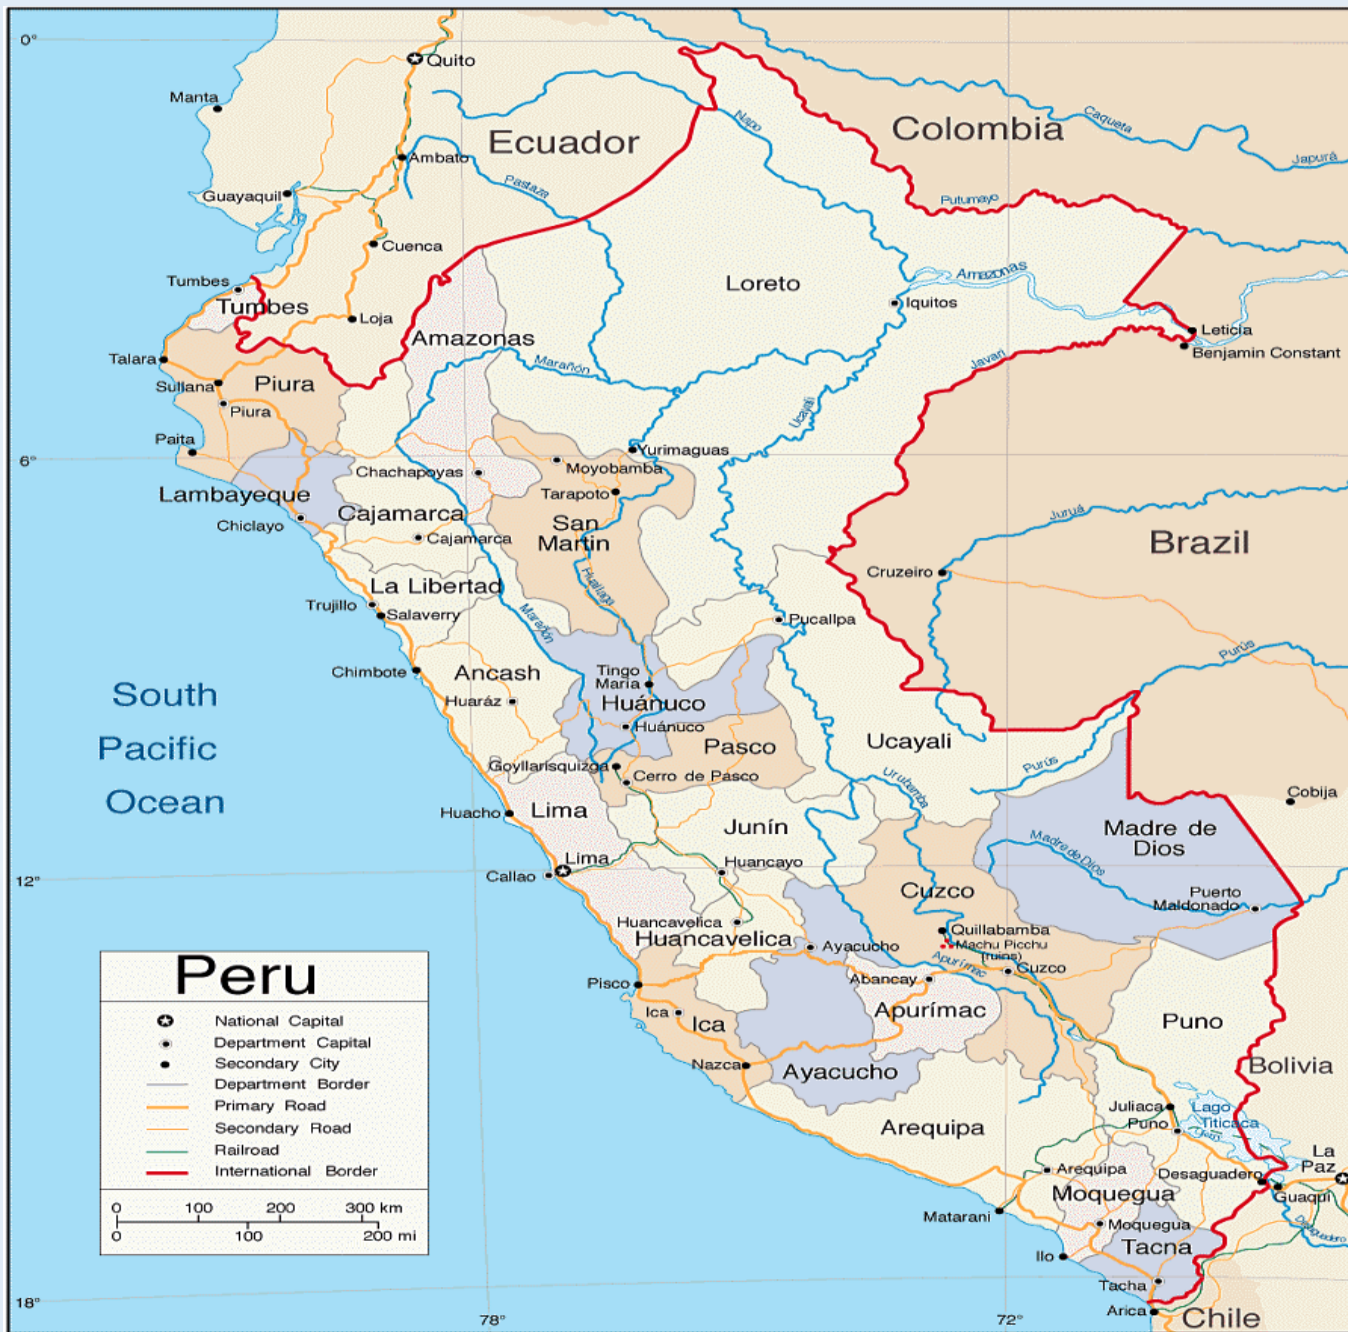 0°
Quito
Manta
Caqueta
Colombia
Napo
Ecuador
Ambato
Japurá
Pastaza
Guayaquil
Putumayo
Cuenca
Amazonas
Tumbes
Loreto
Iquitos
Tumbes
Loja
Leticia
Amazonas
Benjamin Constant
Talara
Javari
Marañón
Sullana
Piura
Piura
Ucayali
Paita
Yurimaguas
6°
Chachapoyas
Moyobamba
Lambayeque
Tarapoto
Cajamarca
Chiclayo
San
Martin
Juruá
Cajamarca
Brazil
Cruzeiro
La Libertad
Huallaga
Trujillo
Salaverry
Marañón
Pucallpa
Purús
Chimbote
Ancash
Tingo
Maria
South
Pacific
Ocean
Huaráz
Huánuco
Huánuco
Pasco
Ucayali
Goyllarisquizga
Cerro de Pasco
Purús
Urubamba
Cobija
Huacho
Lima
Junín
Madre de
Dios
Madre de Dios
Lima
Huancayo
Callao
12°
Cuzco
Puerto
Maldonado
Huancavelica
Huancavelica
Ayacucho
Quillabamba
Machu Picchu
(ruins)
Apurímac
Cuzco
Abancay
Pisco
Apurímac
Ica
Ica
Puno
Nazca
Ayacucho
Bolivia
Juliaca
Lago
Titicaca
Puno
Arequipa
La
Paz
Arequipa
Desaguadero
Moquegua
Guaqui
Matarani
Moquegua
Desaguadero
Ilo
Tacna
Tacha
Arica
Chile
Peru
National Capital
Department Capital
Secondary City
Department Border
Primary Road
Secondary Road
Railroad
International Border
0 100 200 300 km
0 100 200 mi
18°
78°
72°